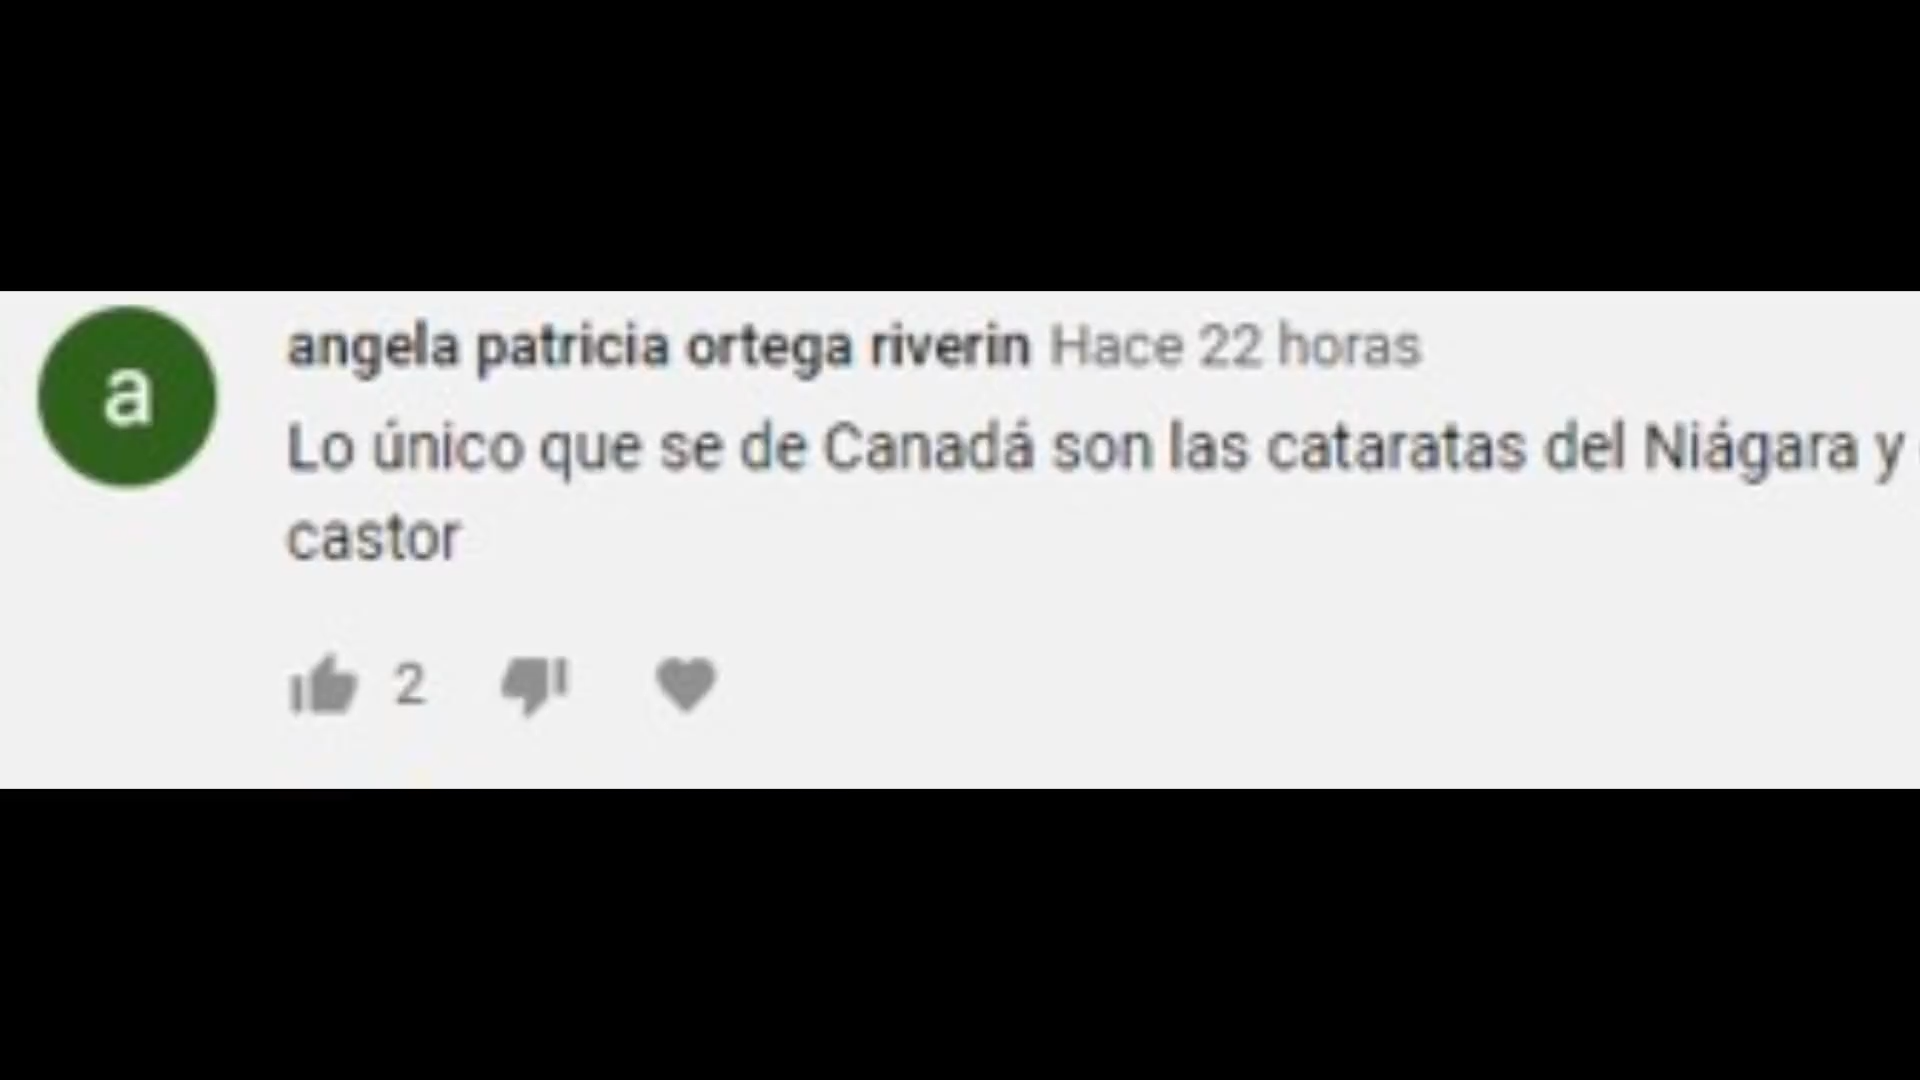 a
angela patricia ortega riverin Hace 22 horas
Lo único que se de Canadá son las cataratas del Niágara y
castor
2